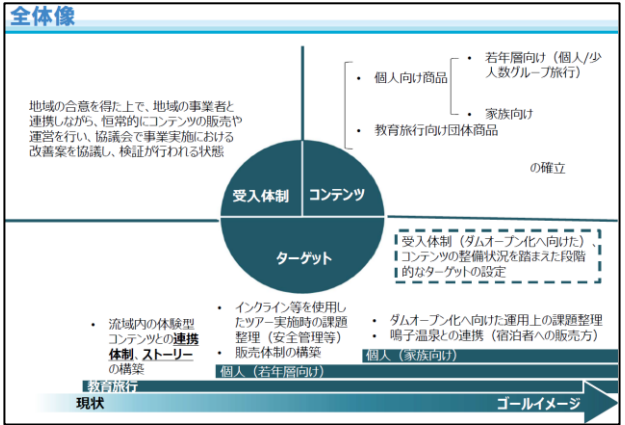 全体像
地域の合意を得た上で、地域の事業者と
連携しながら、恒常的にコンテンツの販売や
運営を行い、協議会で事業実施における
改善案を協議し、検証が行われる状態
• 個人向け商品
• 若年層向け（個人/少
人数グループ旅行）
• 家族向け
• 教育旅行向け団体商品
の確立
受入体制
コンテンツ
ターゲット
受入体制（ダムオープン化へ向けた）、
コンテンツの整備状況を踏まえた段階
的なターゲットの設定
• 流域内の体験型
コンテンツとの連携
体制、ストーリー
の構築
• インクライン等を使用し
たツアー実施時の課題
整理（安全管理等）
• 販売体制の構築
• ダムオープン化へ向けた運用上の課題整理
• 鳴子温泉との連携（宿泊者への販売方）
個人（家族向け）
個人（若年層向け）
教育旅行
現状
ゴールイメージ